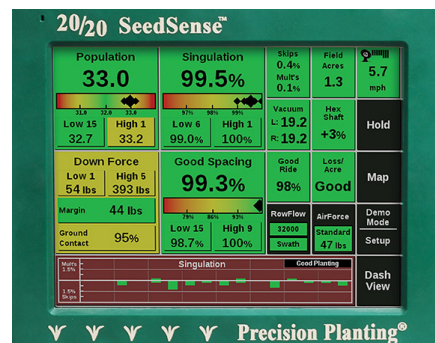 20/20 SeedSense™
Population
33.0
31.0 32.0 33.0
Low 15
32.7
High 1
33.2
Singulation
99.5%
97% 98% 99%
Low 6
99.0%
High 1
100%
Skips
0.4%
Mult's
0.1%
Field
Acres
1.3
5.7
mph
Vacuum
L: 19.2
R: 19.2
Hex
Shaft
+3%
Hold
Down Force
Low 1
54 lbs
High 5
393 lbs
Margin 44 lbs
Ground
Contact 95%
Good Spacing
99.3%
79% 86% 93%
Low 15
98.7%
High 9
100%
Good
Ride
98%
Loss/
Acre
Good
Map
RowFlow
32000
Swath
AirForce
Standard
47 lbs
Demo
Mode
Setup
Mult's
1.5%
Singulation
Good Planting
1.5%
Skips
Dash
View
Precision Planting®